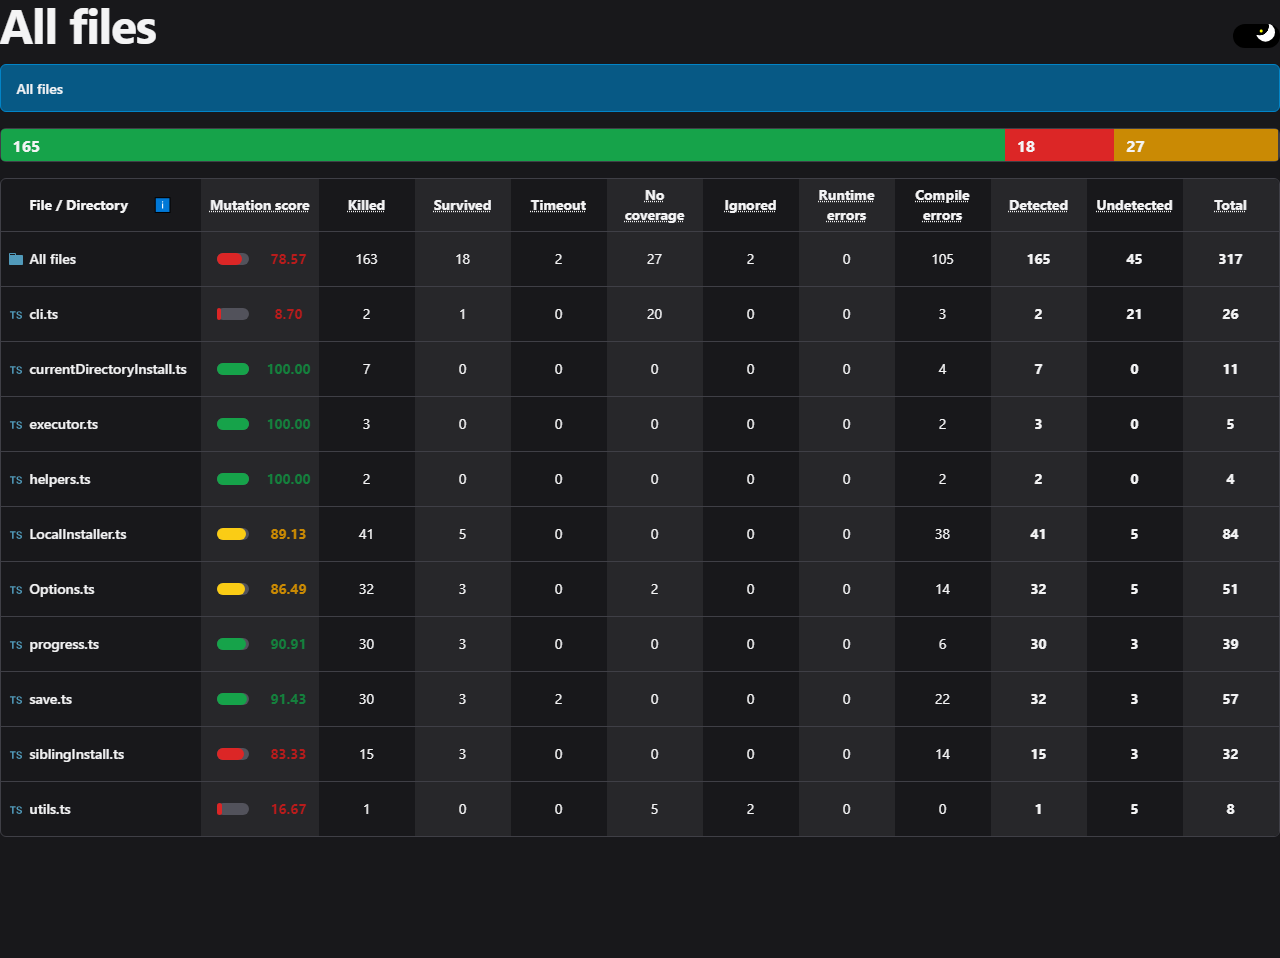 All files
All files
165 18 27
File / Directory i Mutation score Killed Survived Timeout No coverage Ignored Runtime errors Compile errors Detected Undetected Total
All files 78.57 163 18 2 27 2 0 105 165 45 317
TS cli.ts 8.70 2 1 0 20 0 0 3 2 21 26
TS currentDirectoryInstall.ts 100.00 7 0 0 0 0 0 4 7 0 11
TS executor.ts 100.00 3 0 0 0 0 0 2 3 0 5
TS helpers.ts 100.00 2 0 0 0 0 0 2 2 0 4
TS LocalInstaller.ts 89.13 41 5 0 0 0 0 38 41 5 84
TS Options.ts 86.49 32 3 0 2 0 0 14 32 5 51
TS progress.ts 90.91 30 3 0 0 0 0 6 30 3 39
TS save.ts 91.43 30 3 2 0 0 0 22 32 3 57
TS siblingInstall.ts 83.33 15 3 0 0 0 0 14 15 3 32
TS utils.ts 16.67 1 0 0 5 2 0 0 1 5 8